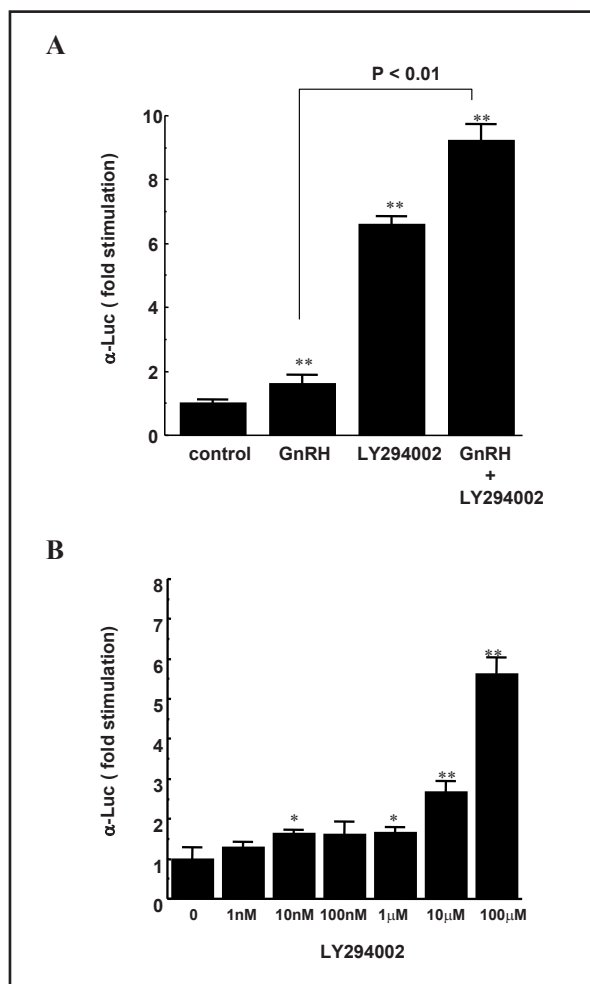 A
P < 0.01
α-Luc ( fold stimulation)
10
8
6
4
2
0
**
**
**
control GnRH LY294002 GnRH
+
LY294002
B
α-Luc ( fold stimulation)
8
7
6
5
4
3
2
1
0
*
*
**
**
0 1nM 10nM 100nM 1μM 10μM 100μM
LY294002